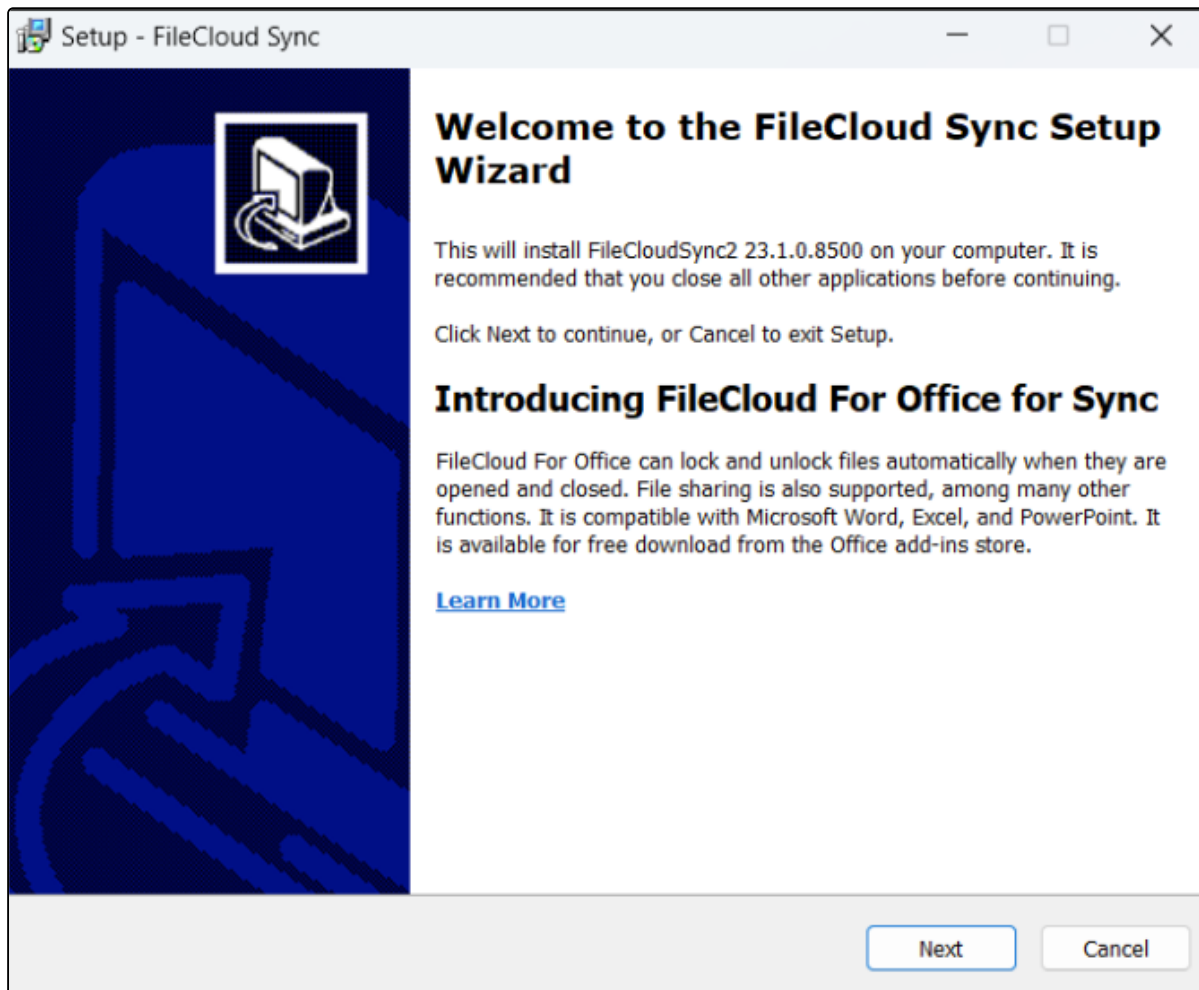 Setup - FileCloud Sync
Welcome to the FileCloud Sync Setup
Wizard
This will install FileCloudSync2 23.1.0.8500 on your computer. It is
recommended that you close all other applications before continuing.
Click Next to continue, or Cancel to exit Setup.
Introducing FileCloud For Office for Sync
FileCloud For Office can lock and unlock files automatically when they are
opened and closed. File sharing is also supported, among many other
functions. It is compatible with Microsoft Word, Excel, and PowerPoint. It
is available for free download from the Office add-ins store.
Learn More
Next
Cancel